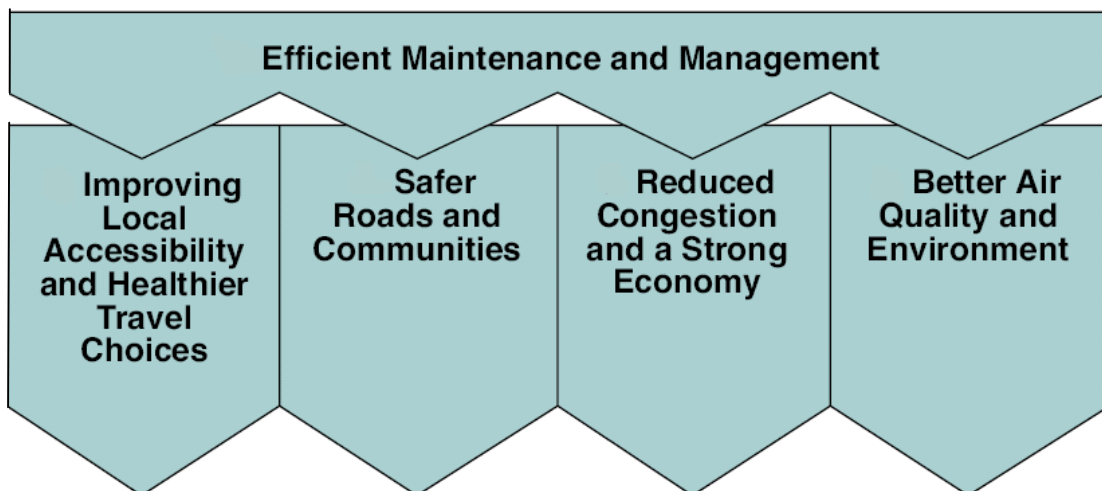 Efficient Maintenance and Management
Improving
Local
Accessibility
and Healthier
Travel
Choices
Safer
Roads and
Communities
Reduced
Congestion
and a Strong
Economy
Better Air
Quality and
Environment